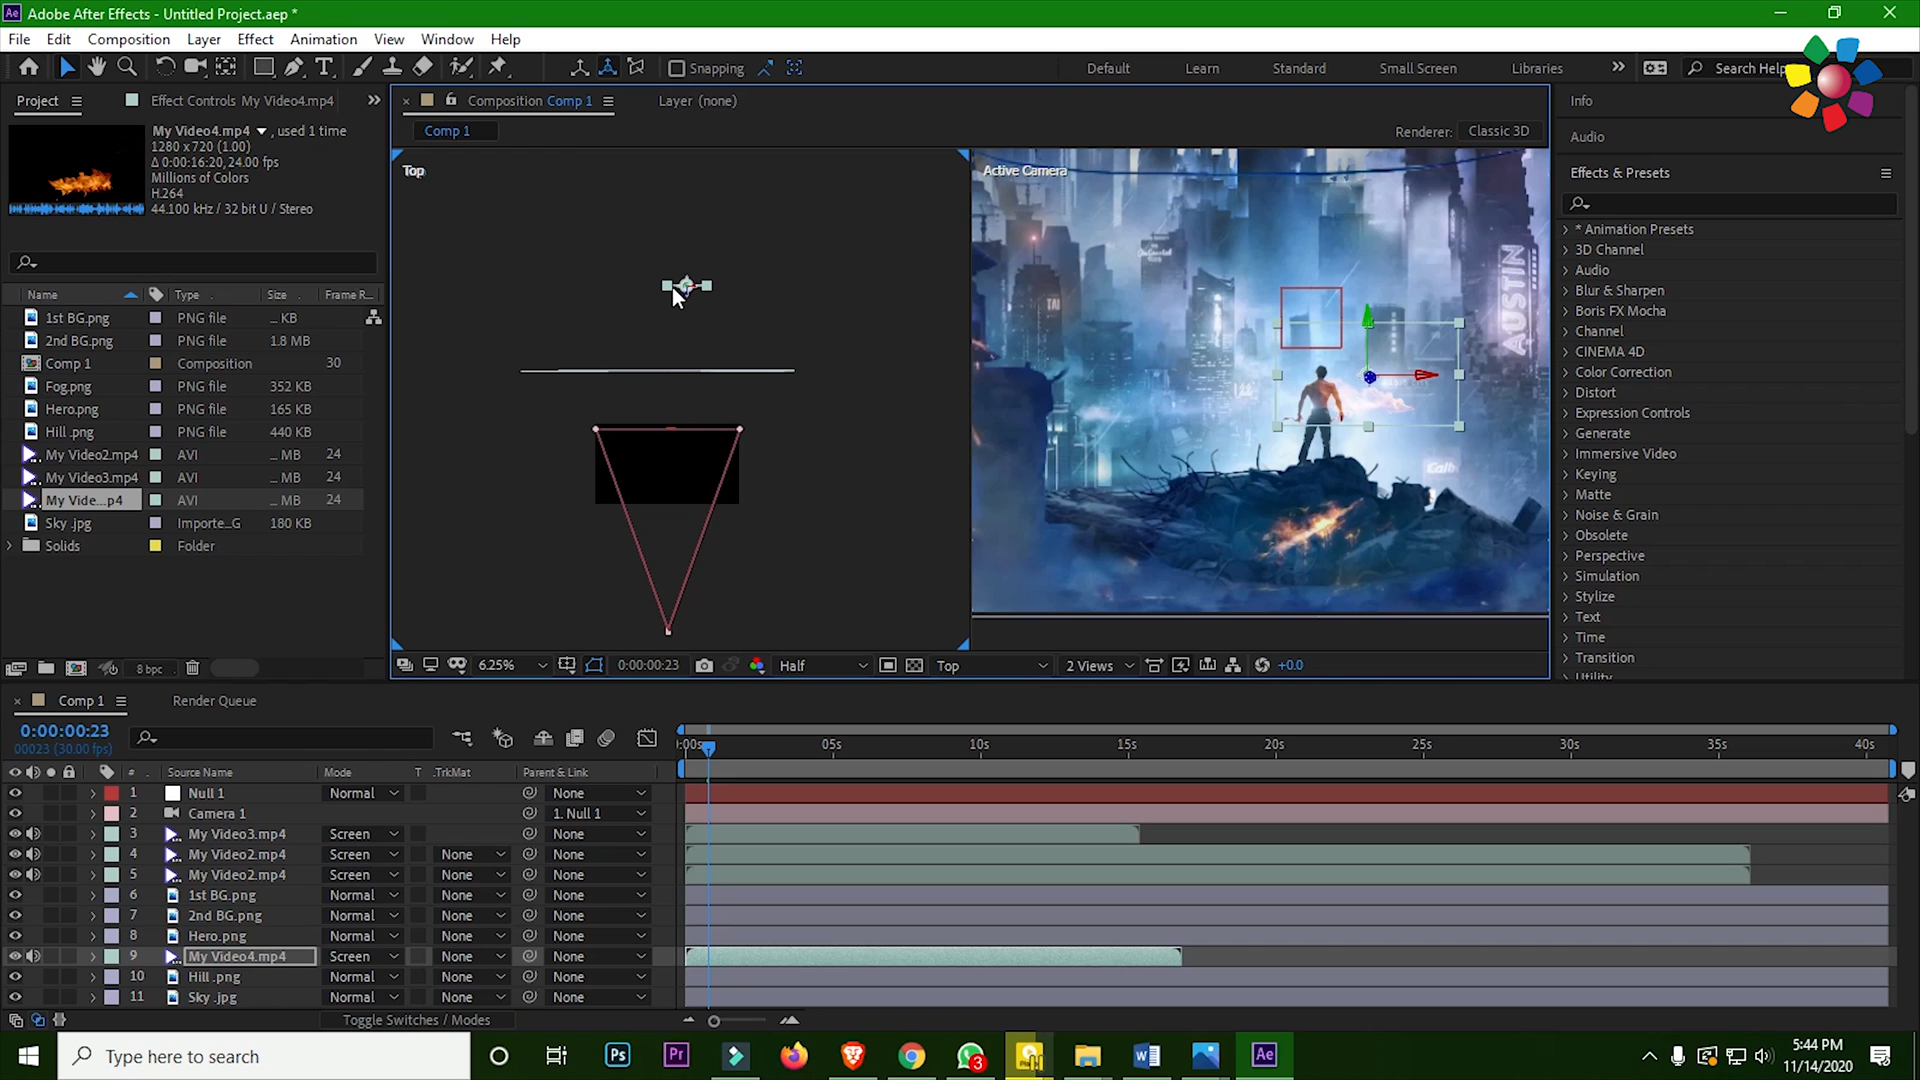 Adobe After Effects - Untitled Project.aep *
File Edit Composition Layer Effect Animation View Window Help
Snapping Default Learn Standard Small Screen Libraries Search Help
Project Effect Controls My Video4.mp4
Composition Comp 1 Layer (none)
Info
My Video4.mp4 , used 1 time
1280 x 720 (1.00)
Δ 0:00:16:20, 24.00 fps
Millions of Colors
H.264
44.100 kHz / 32 bit U / Stereo
Comp 1
Renderer: Classic 3D
Audio
Effects & Presets
Top
Active Camera
AUSTIN
Name Type Size Frame R...
1st BG.png PNG file ... KB
2nd BG.png PNG file 1.8 MB
Comp 1 Composition 30
Fog.png PNG file 352 KB
Hero.png PNG file 165 KB
Hill .png PNG file 440 KB
My Video2.mp4 AVI ... MB 24
My Video3.mp4 AVI ... MB 24
My Vide...p4 AVI ... MB 24
Sky .jpg Importe...G 180 KB
Solids Folder
* Animation Presets
3D Channel
Audio
Blur & Sharpen
Boris FX Mocha
Channel
CINEMA 4D
Color Correction
Distort
Expression Controls
Generate
Immersive Video
Keying
Matte
Noise & Grain
Obsolete
Perspective
Simulation
Stylize
Text
Time
Transition
Utility
8 bpc
6.25% 0:00:00:23 Half Top 2 Views +0.0
Comp 1 Render Queue
0:00:00:23
00023 (30.00 fps)
:00s 05s 10s 15s 20s 25s 30s 35s 40s
# Source Name Mode T .TrkMat Parent & Link
1 Null 1 Normal None
2 Camera 1 1. Null 1
3 My Video3.mp4 Screen None
4 My Video2.mp4 Screen None None
5 My Video2.mp4 Screen None None
6 1st BG.png Normal None None
7 2nd BG.png Normal None None
8 Hero.png Normal None None
9 My Video4.mp4 Screen None None
10 Hill .png Normal None None
11 Sky .jpg Normal None None
Toggle Switches / Modes
Type here to search
Ps Pr 3 Ae
5:44 PM
11/14/2020